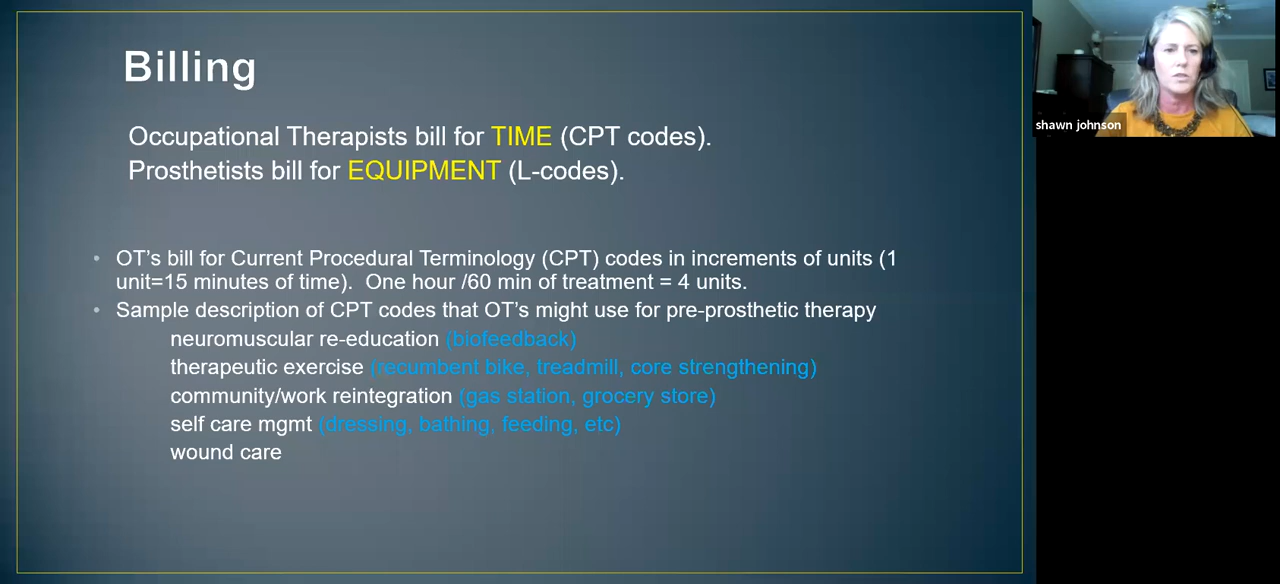 Billing
Occupational Therapists bill for TIME (CPT codes).
Prosthetists bill for EQUIPMENT (L-codes).
• OT's bill for Current Procedural Terminology (CPT) codes in increments of units (1
unit=15 minutes of time).  One hour /60 min of treatment = 4 units.
• Sample description of CPT codes that OT's might use for pre-prosthetic therapy
neuromuscular re-education (biofeedback)
therapeutic exercise (recumbent bike, treadmill, core strengthening)
community/work reintegration (gas station, grocery store)
self care mgmt (dressing, bathing, feeding, etc)
wound care
shawn johnson